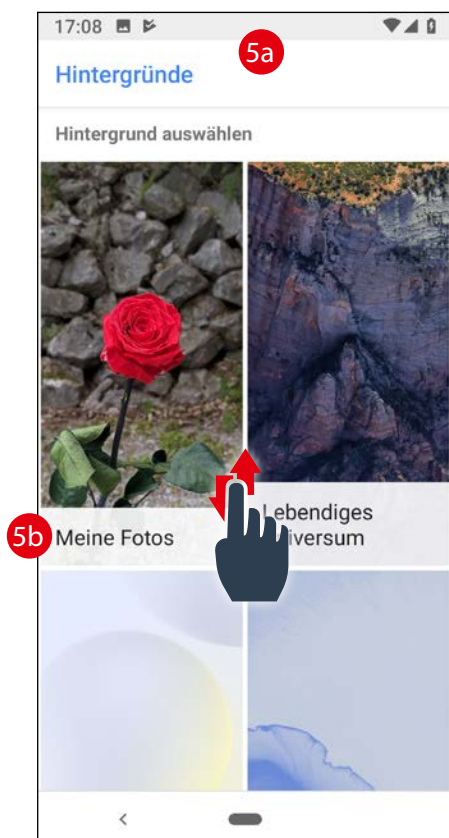 17:08
5a
Hintergründe
Hintergrund auswählen
5b
Meine Fotos
Lebendiges
iversum